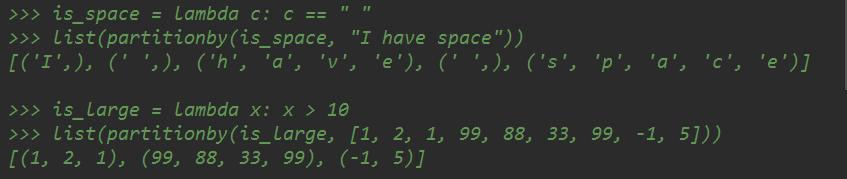 >>> is_space = lambda c: c == " "
>>> list(partitionby(is_space, "I have space"))
[('I',), (' ',), ('h', 'a', 'v', 'e'), (' ',), ('s', 'p', 'a', 'c', 'e')]
>>> is_large = lambda x: x > 10
>>> list(partitionby(is_large, [1, 2, 1, 99, 88, 33, 99, -1, 5]))
[(1, 2, 1), (99, 88, 33, 99), (-1, 5)]